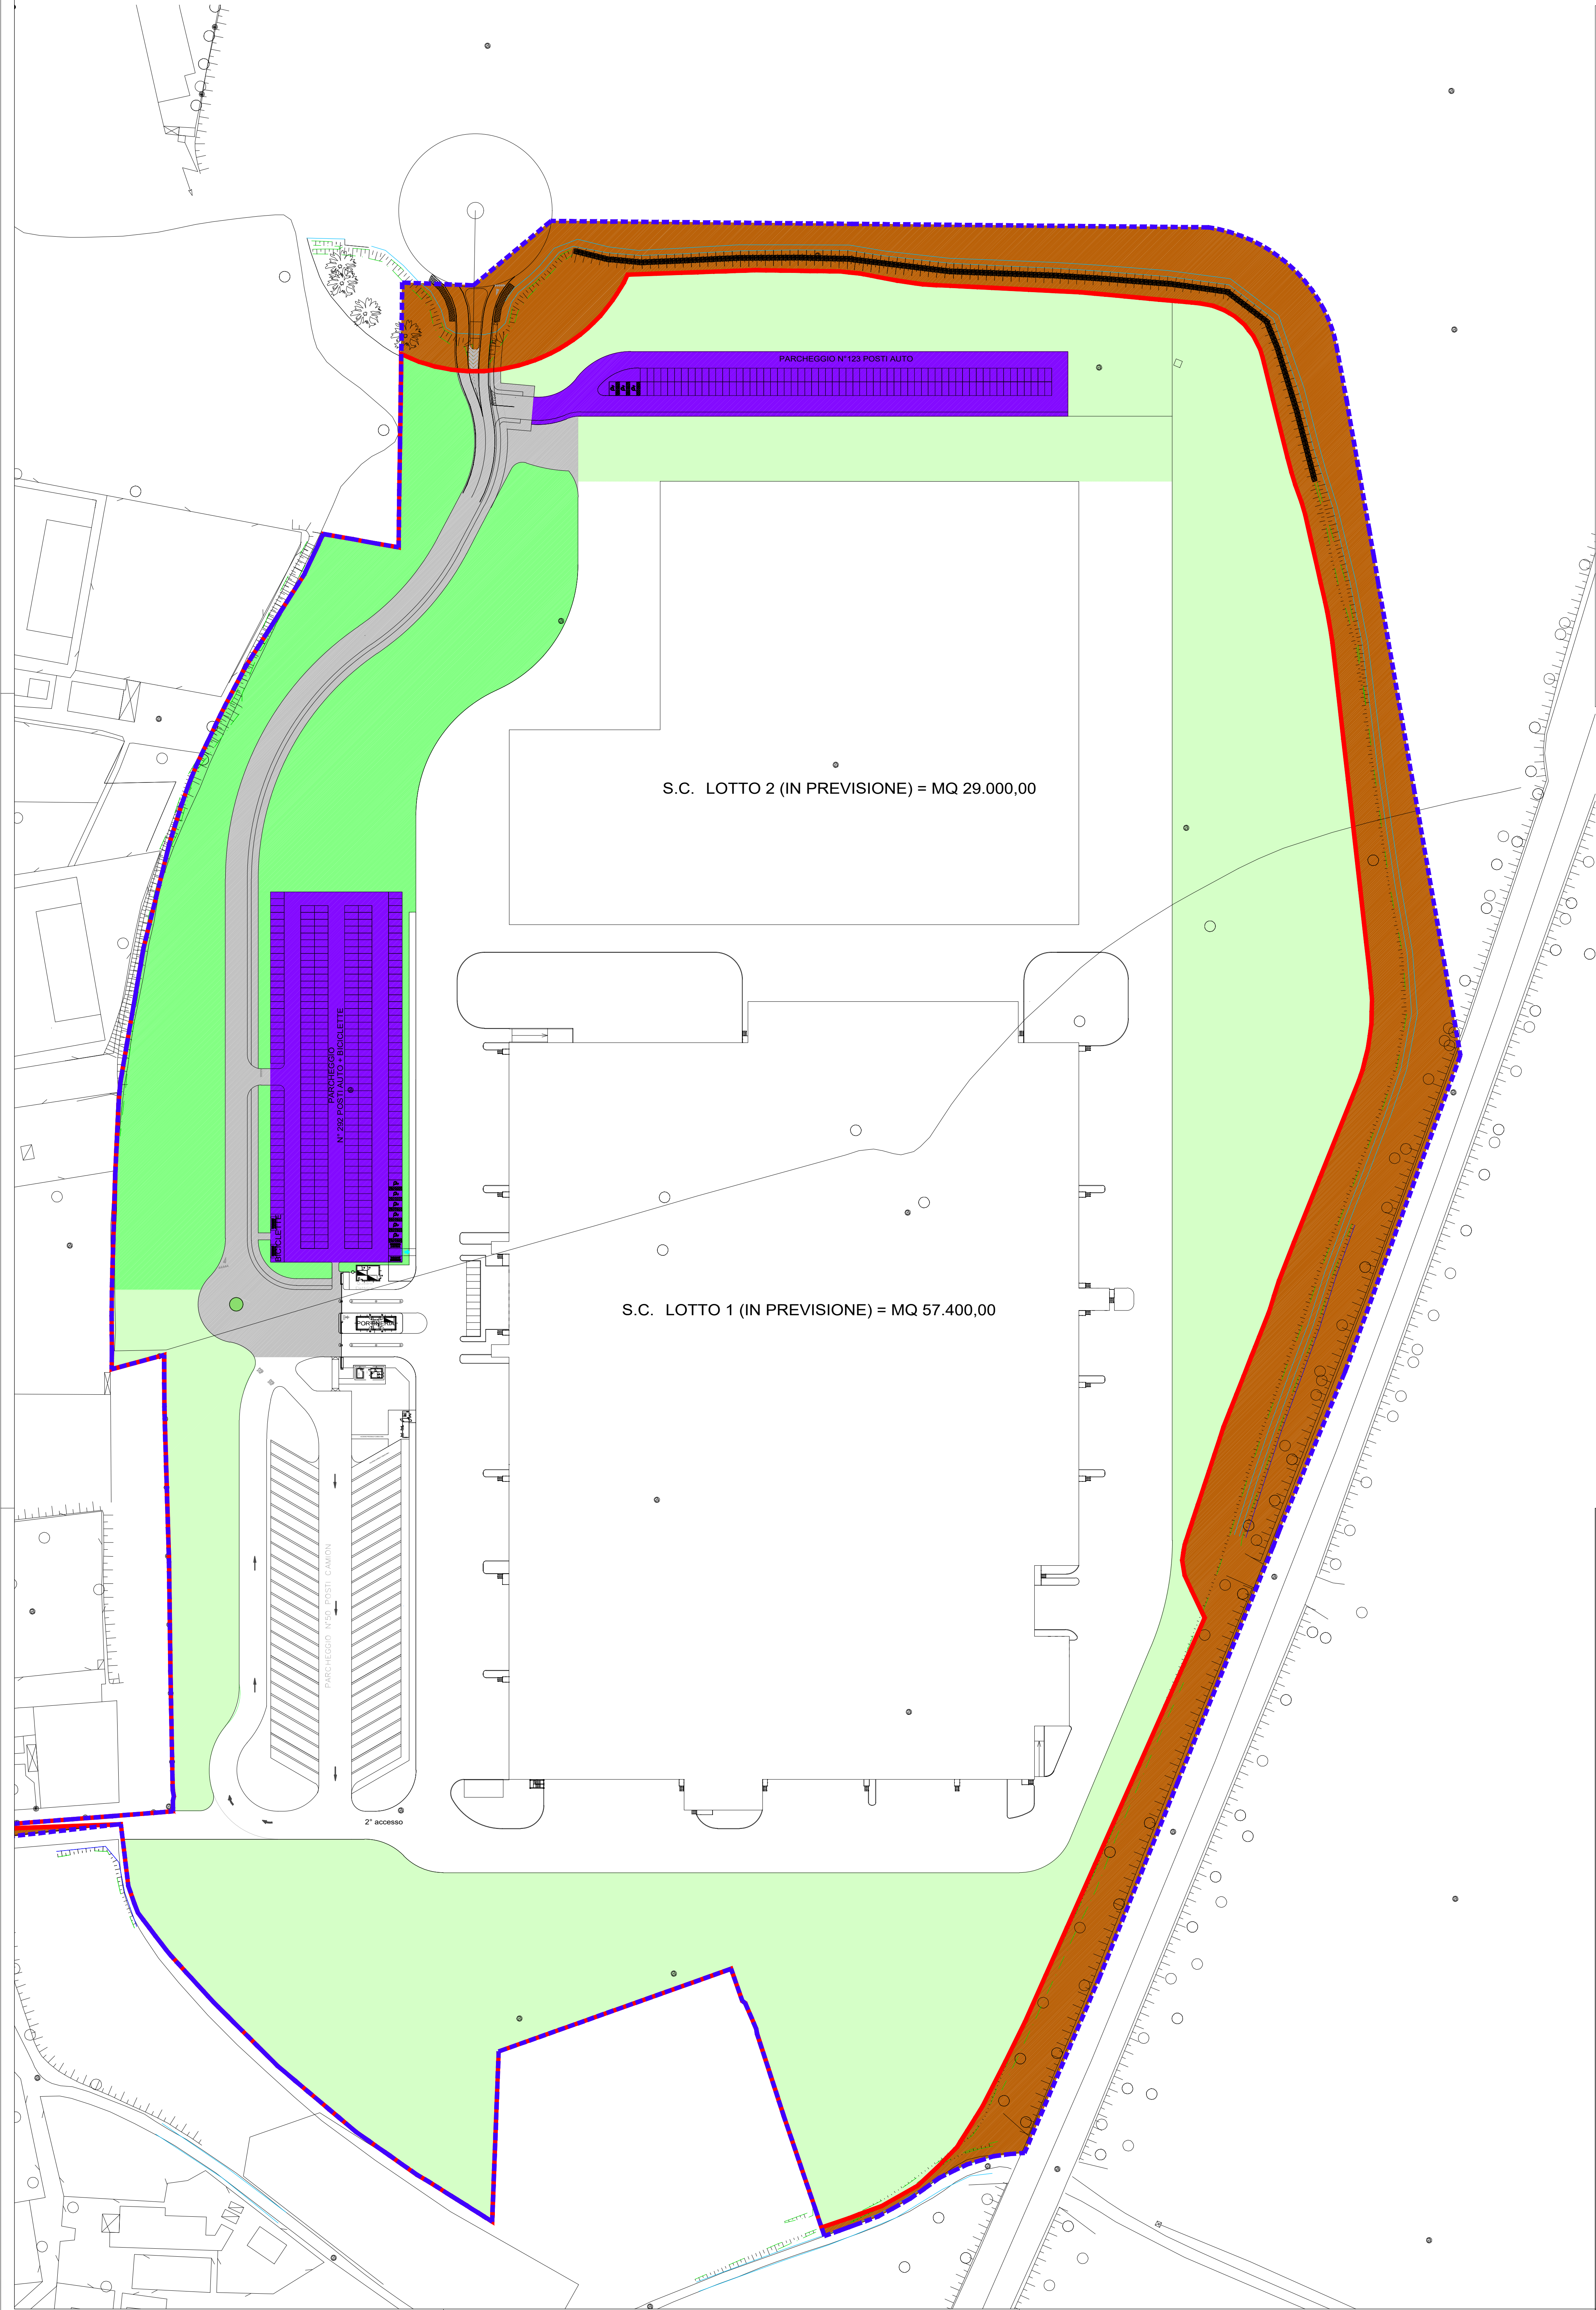 PARCHEGGIO N°123 POSTI AUTO
S.C. LOTTO 2 (IN PREVISIONE) = MQ 29.000,00
PARCHEGGIO
N° 292 POSTI AUTO + BICICLETTE
BICICLETTE
PORTINERIA
S.C. LOTTO 1 (IN PREVISIONE) = MQ 57.400,00
PARCHEGGIO N°50 POSTI CAMION
2° accesso